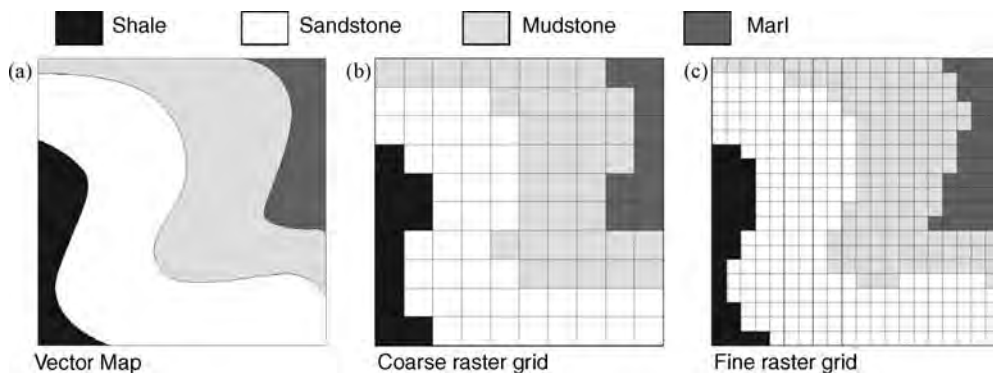 Shale Sandstone Mudstone Marl
(a) (b) (c)
Vector Map Coarse raster grid Fine raster grid